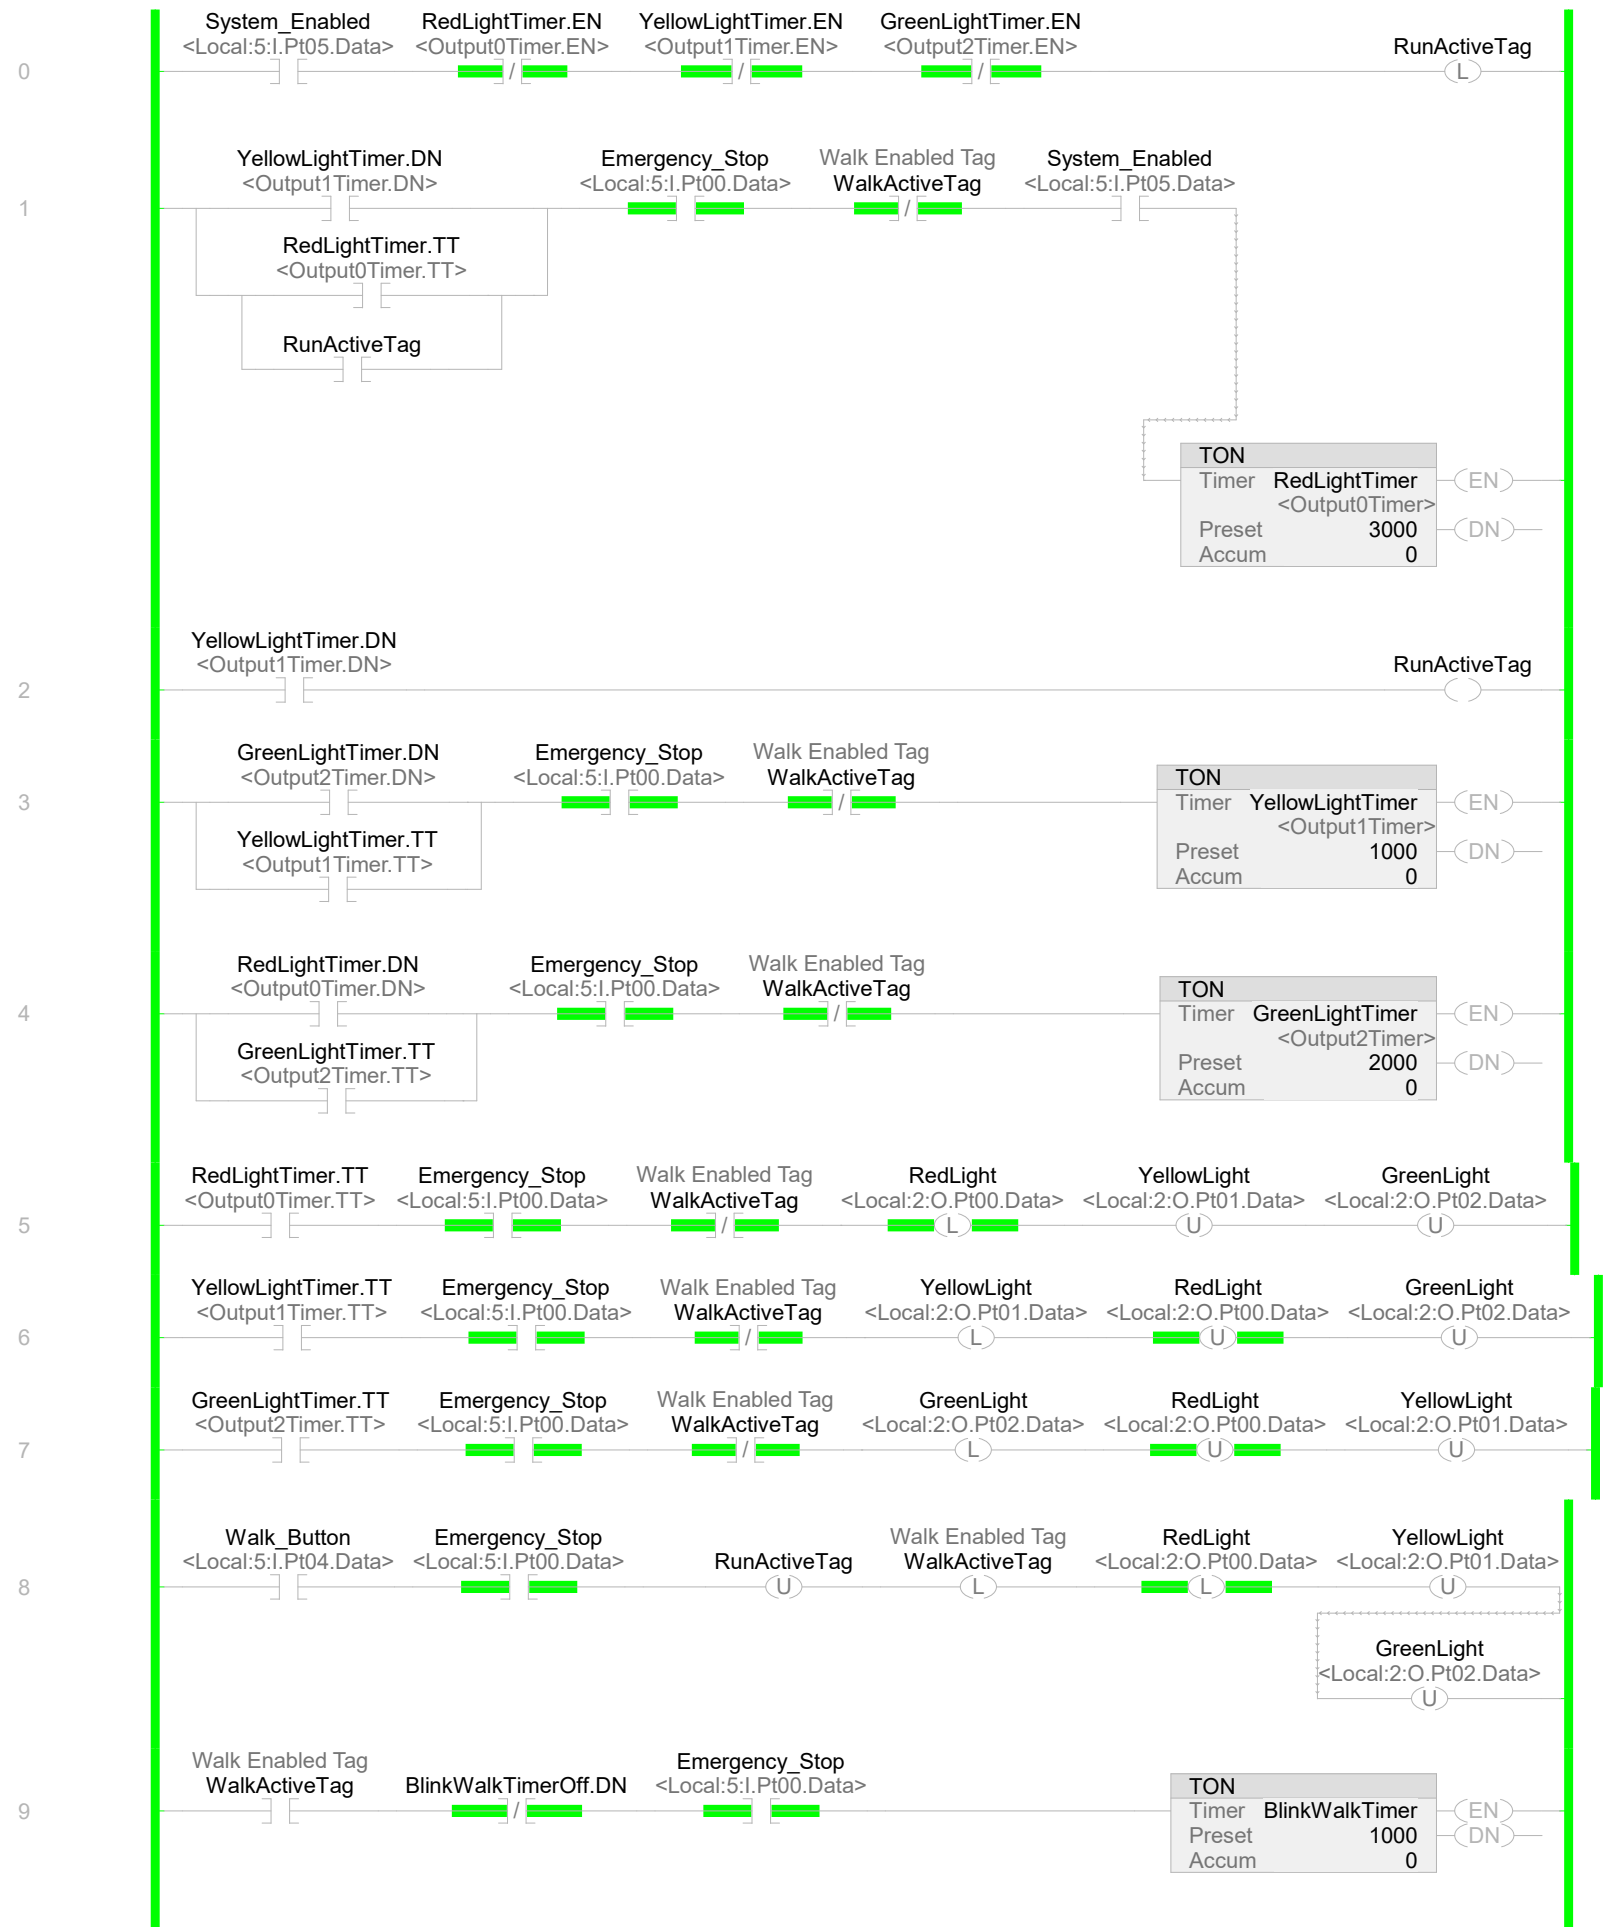 System_Enabled RedLightTimer.EN YellowLightTimer.EN GreenLightTimer.EN
<Local:5:I.Pt05.Data> <Output0Timer.EN> <Output1Timer.EN> <Output2Timer.EN> RunActiveTag
0 / / / L
YellowLightTimer.DN Emergency_Stop Walk Enabled Tag System_Enabled
<Output1Timer.DN> <Local:5:I.Pt00.Data> WalkActiveTag <Local:5:I.Pt05.Data>
1 /
RedLightTimer.TT
<Output0Timer.TT>
RunActiveTag
TON
Timer RedLightTimer EN
<Output0Timer>
Preset 3000 DN
Accum 0
YellowLightTimer.DN
<Output1Timer.DN> RunActiveTag
2
GreenLightTimer.DN Emergency_Stop Walk Enabled Tag
<Output2Timer.DN> <Local:5:I.Pt00.Data> WalkActiveTag TON
3 / Timer YellowLightTimer EN
<Output1Timer>
YellowLightTimer.TT Preset 1000 DN
<Output1Timer.TT> Accum 0
RedLightTimer.DN Emergency_Stop Walk Enabled Tag
<Output0Timer.DN> <Local:5:I.Pt00.Data> WalkActiveTag TON
4 / Timer GreenLightTimer EN
<Output2Timer>
GreenLightTimer.TT Preset 2000 DN
<Output2Timer.TT> Accum 0
RedLightTimer.TT Emergency_Stop Walk Enabled Tag RedLight YellowLight GreenLight
<Output0Timer.TT> <Local:5:I.Pt00.Data> WalkActiveTag <Local:2:O.Pt00.Data> <Local:2:O.Pt01.Data> <Local:2:O.Pt02.Data>
5 / L U U
YellowLightTimer.TT Emergency_Stop Walk Enabled Tag YellowLight RedLight GreenLight
<Output1Timer.TT> <Local:5:I.Pt00.Data> WalkActiveTag <Local:2:O.Pt01.Data> <Local:2:O.Pt00.Data> <Local:2:O.Pt02.Data>
6 / L U U
GreenLightTimer.TT Emergency_Stop Walk Enabled Tag GreenLight RedLight YellowLight
<Output2Timer.TT> <Local:5:I.Pt00.Data> WalkActiveTag <Local:2:O.Pt02.Data> <Local:2:O.Pt00.Data> <Local:2:O.Pt01.Data>
7 / L U U
Walk_Button Emergency_Stop Walk Enabled Tag RedLight YellowLight
<Local:5:I.Pt04.Data> <Local:5:I.Pt00.Data> RunActiveTag WalkActiveTag <Local:2:O.Pt00.Data> <Local:2:O.Pt01.Data>
8 U L L U
GreenLight
<Local:2:O.Pt02.Data>
U
Walk Enabled Tag Emergency_Stop
WalkActiveTag BlinkWalkTimerOff.DN <Local:5:I.Pt00.Data> TON
9 / Timer BlinkWalkTimer EN
Preset 1000 DN
Accum 0